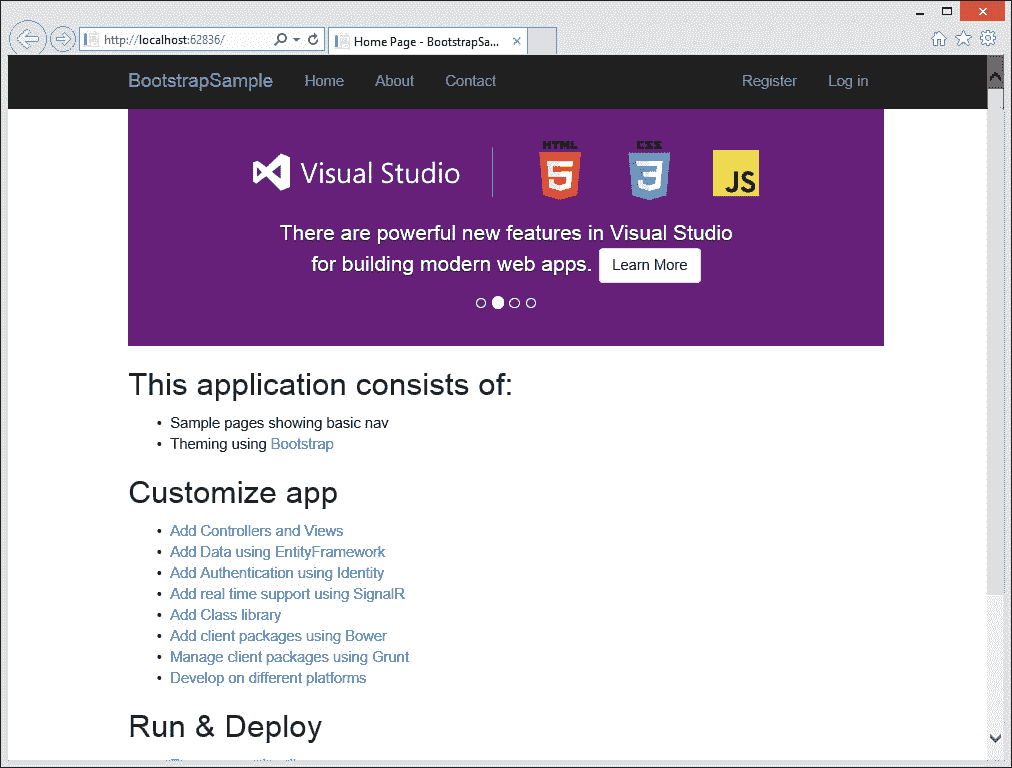 http://localhost:62836/
Home Page - BootstrapSa...
BootstrapSample Home About Contact Register Log in
Visual Studio
HTML 5
CSS 3
JS
There are powerful new features in Visual Studio
for building modern web apps. Learn More
This application consists of:
• Sample pages showing basic nav
• Theming using Bootstrap
Customize app
• Add Controllers and Views
• Add Data using EntityFramework
• Add Authentication using Identity
• Add real time support using SignalR
• Add Class library
• Add client packages using Bower
• Manage client packages using Grunt
• Develop on different platforms
Run & Deploy